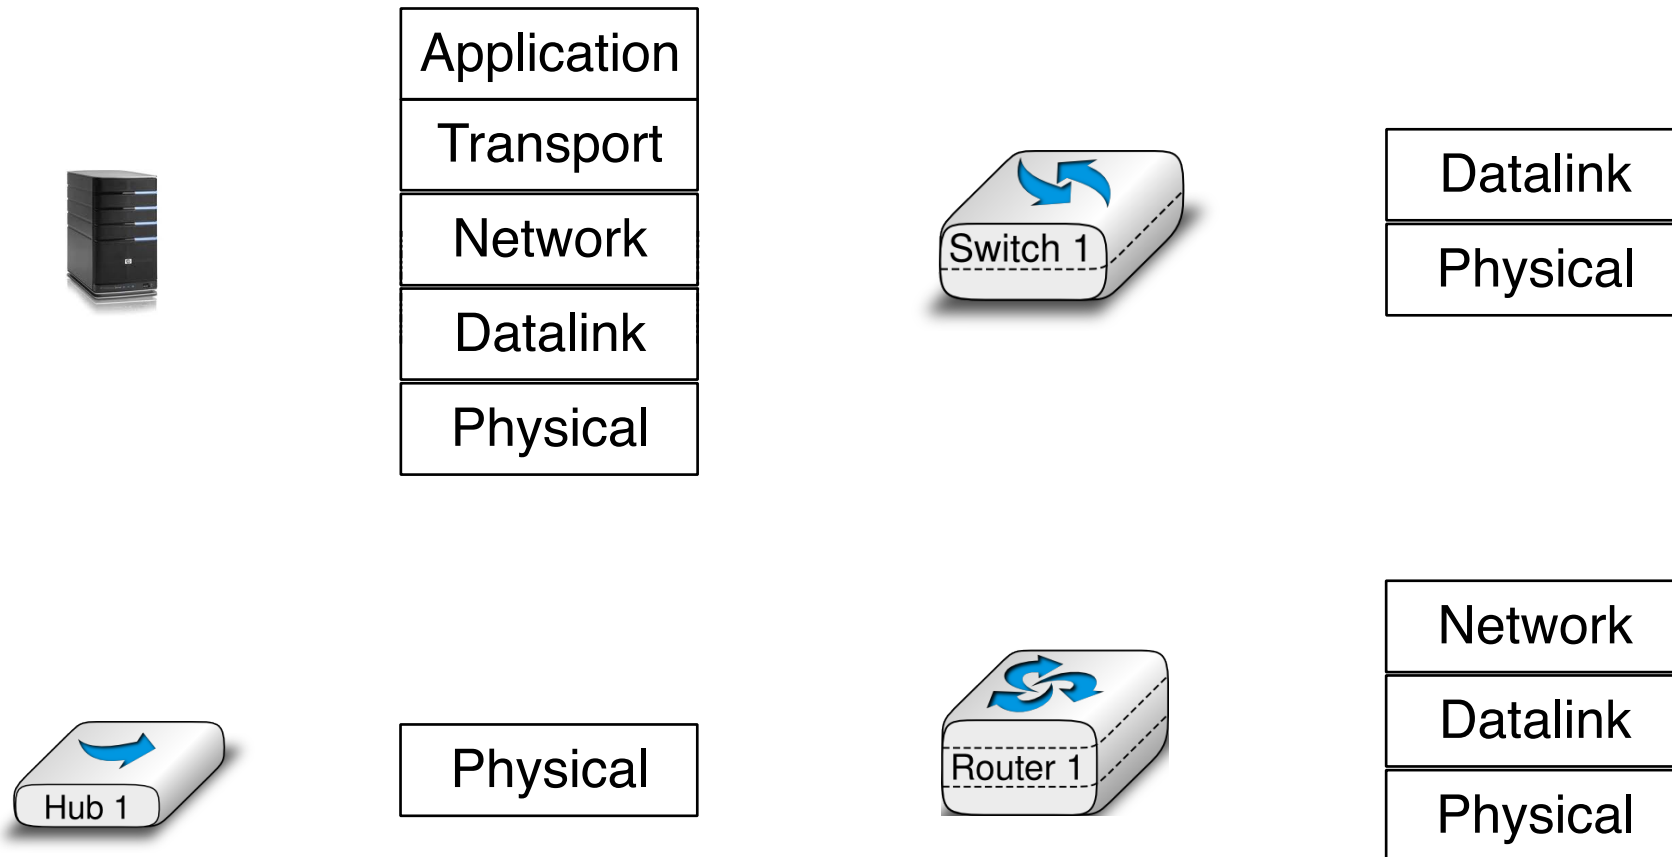 Application
Transport
Network
Datalink
Physical
Switch 1
Datalink
Physical
Hub 1
Physical
Router 1
Network
Datalink
Physical